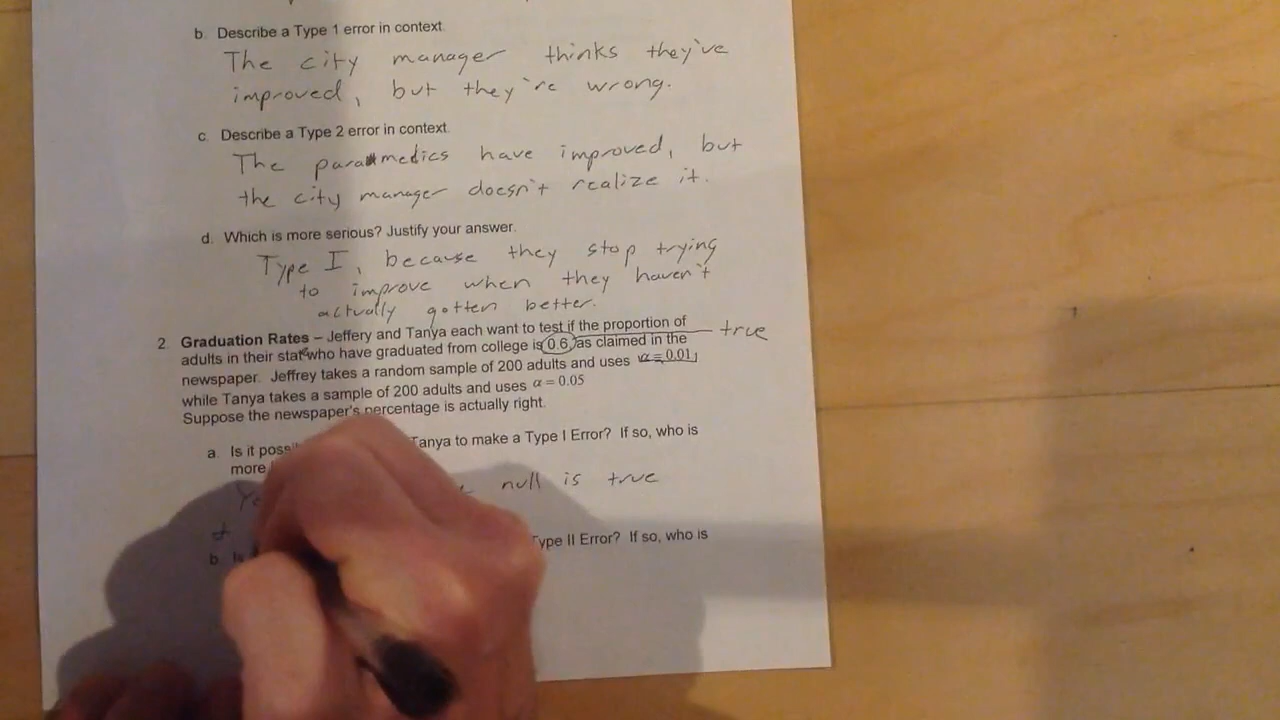 b. Describe a Type 1 error in context.
The city manager thinks they've
improved, but they're wrong.
c. Describe a Type 2 error in context.
The paramedics have improved, but
the city manager doesn't realize it.
d. Which is more serious? Justify your answer.
Type I, because they stop trying
to improve when they haven't
actually gotten better.
2. Graduation Rates – Jeffery and Tanya each want to test if the proportion of
adults in their state who have graduated from college is 0.6 as claimed in the true
newspaper. Jeffrey takes a random sample of 200 adults and uses α = 0.01,
while Tanya takes a sample of 200 adults and uses α = 0.05
Suppose the newspaper's percentage is actually right.
a. Is it Tanya to make a Type I Error? If so, who is
more
null is true
b. Is Type II Error? If so, who is